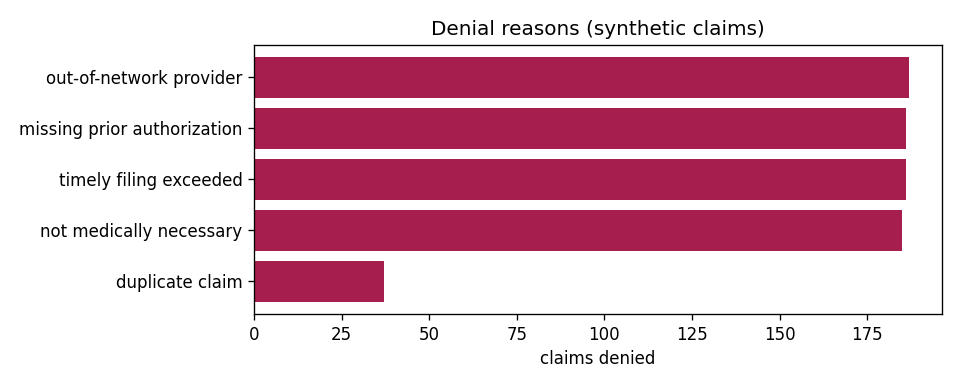 Denial reasons (synthetic claims)
out-of-network provider
missing prior authorization
timely filing exceeded
not medically necessary
duplicate claim
0 25 50 75 100 125 150 175
claims denied